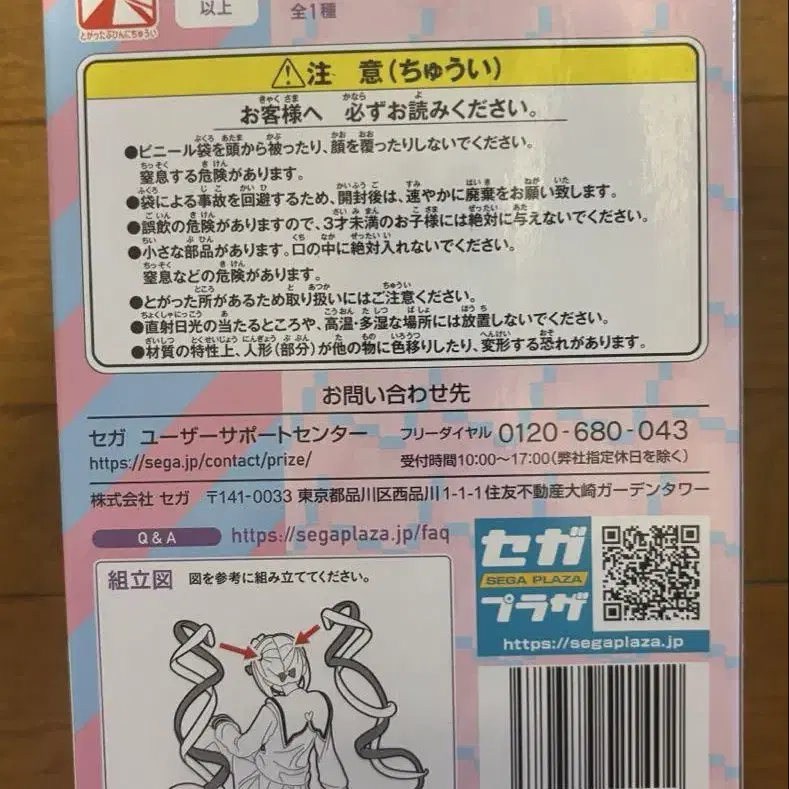 とがったぶひんにちゅうい
以上
全1種
注 意(ちゅうい)
お客様へ 必ずお読みください。
●ビニール袋を頭から被ったり、顔を覆ったりしないでください。
窒息する危険があります。
●袋による事故を回避するため、開封後は、速やかに廃棄をお願い致します。
●誤飲の危険がありますので、3才未満のお子様には絶対に与えないでください。
●小さな部品があります。口の中に絶対入れないでください。
窒息などの危険があります。
●とがった所があるため取り扱いにはご注意ください。
●直射日光の当たるところや、高温・多湿な場所には放置しないでください。
●材質の特性上、人形(部分)が他の物に色移りしたり、変形する恐れがあります。
お問い合わせ先
セガ ユーザーサポートセンター フリーダイヤル 0120-680-043
https://sega.jp/contact/prize/ 受付時間10:00〜17:00(弊社指定休日を除く)
株式会社 セガ 〒141-0033 東京都品川区西品川1-1-1住友不動産大崎ガーデンタワー
Q&A https://segaplaza.jp/faq
組立図 図を参考に組み立ててください。
セガ
SEGA PLAZA
プラザ
https://segaplaza.jp